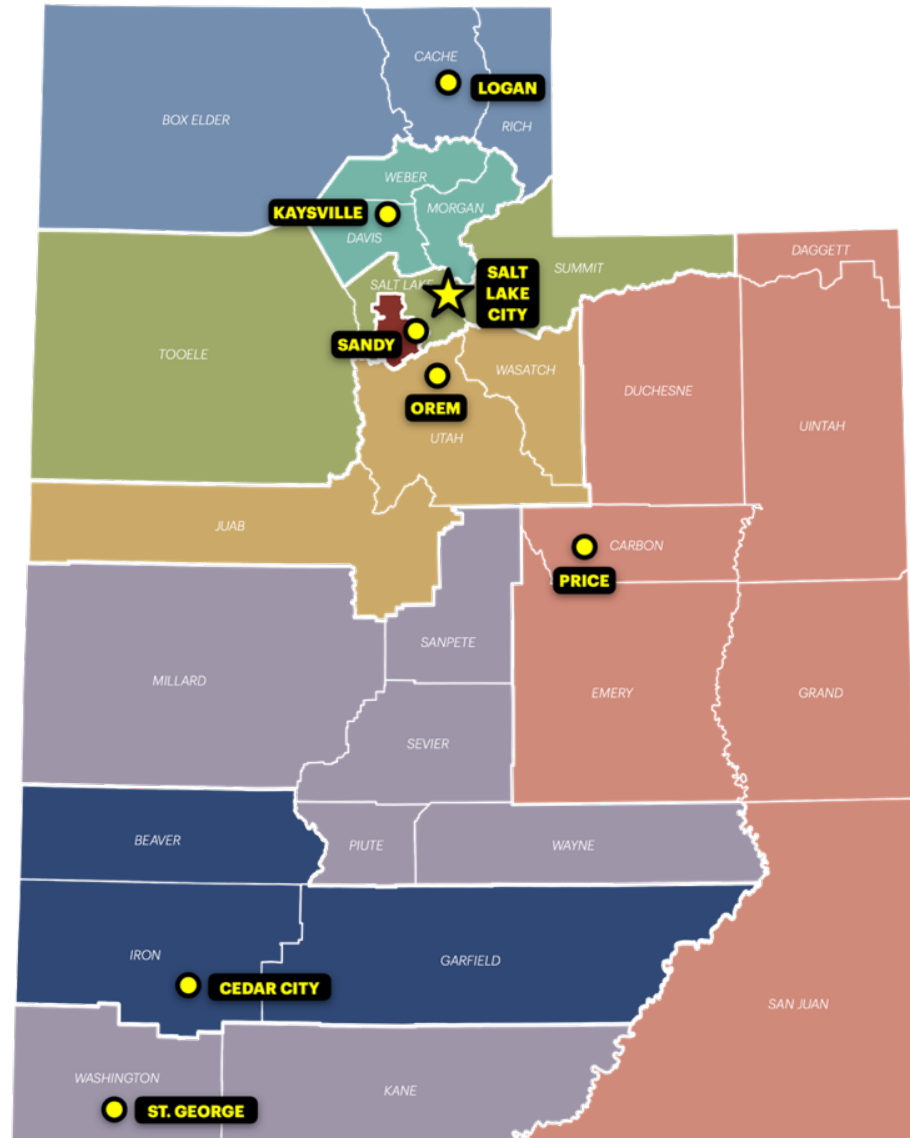 CACHE
LOGAN
BOX ELDER
RICH
WEBER
KAYSVILLE
MORGAN
DAVIS
DAGGETT
SUMMIT
SALT LAKE
SALT
LAKE
CITY
SANDY
TOOELE
WASATCH
DUCHESNE
OREM
UINTAH
UTAH
JUAB
CARBON
PRICE
SANPETE
MILLARD
EMERY
GRAND
SEVIER
BEAVER
PIUTE
WAYNE
IRON
GARFIELD
CEDAR CITY
SAN JUAN
WASHINGTON
KANE
ST. GEORGE